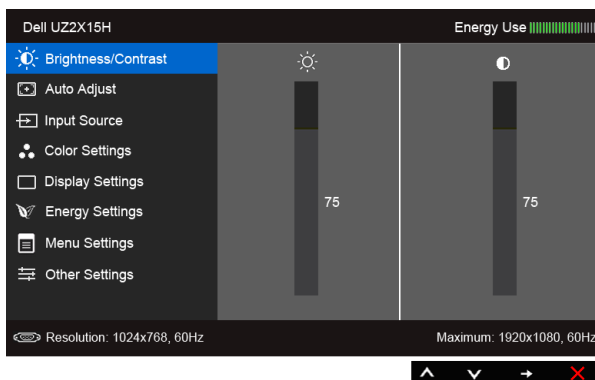 Dell UZ2X15H
Energy Use
Brightness/Contrast
Auto Adjust
Input Source
Color Settings
Display Settings
Energy Settings
Menu Settings
Other Settings
75
75
Resolution: 1024x768, 60Hz
Maximum: 1920x1080, 60Hz